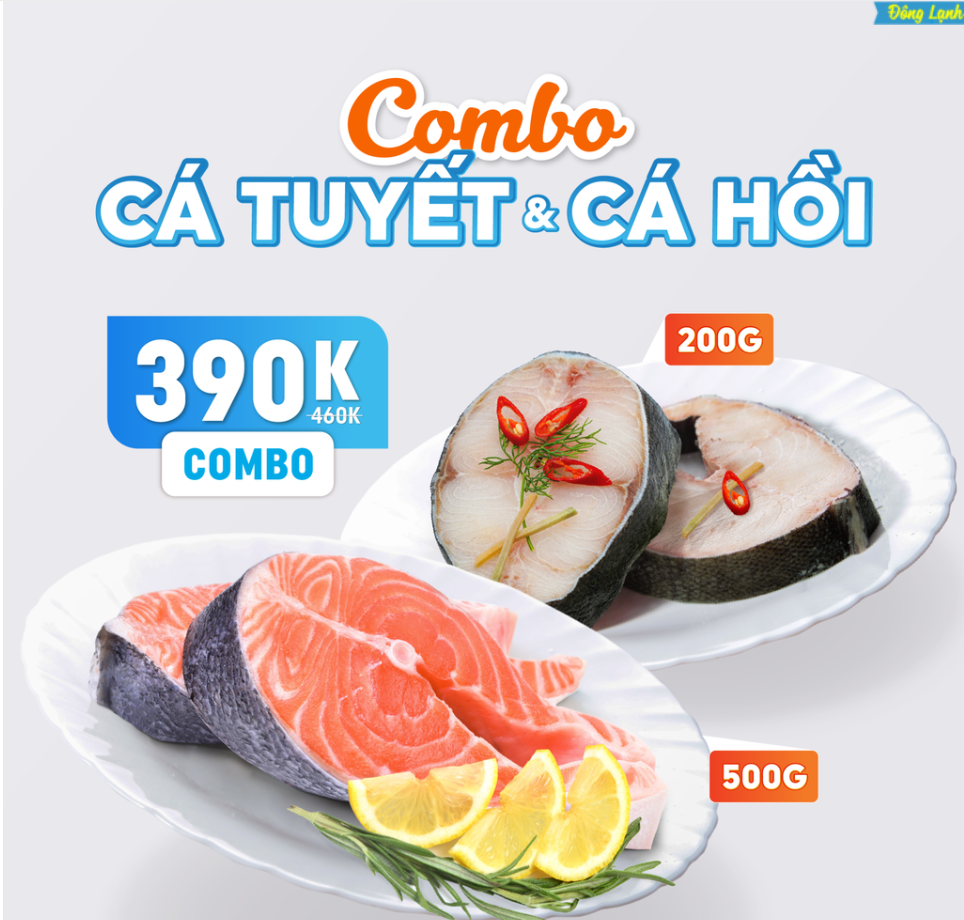 Đông Lạnh
Combo
CÁ TUYẾT & CÁ HỒI
390K
460K
COMBO
200G
500G